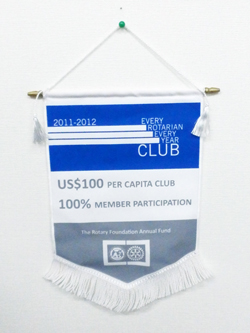 2011-2012
EVERY
ROTARIAN
EVERY
YEAR
CLUB
US$100 PER CAPITA CLUB
100% MEMBER PARTICIPATION
The Rotary Foundation Annual Fund